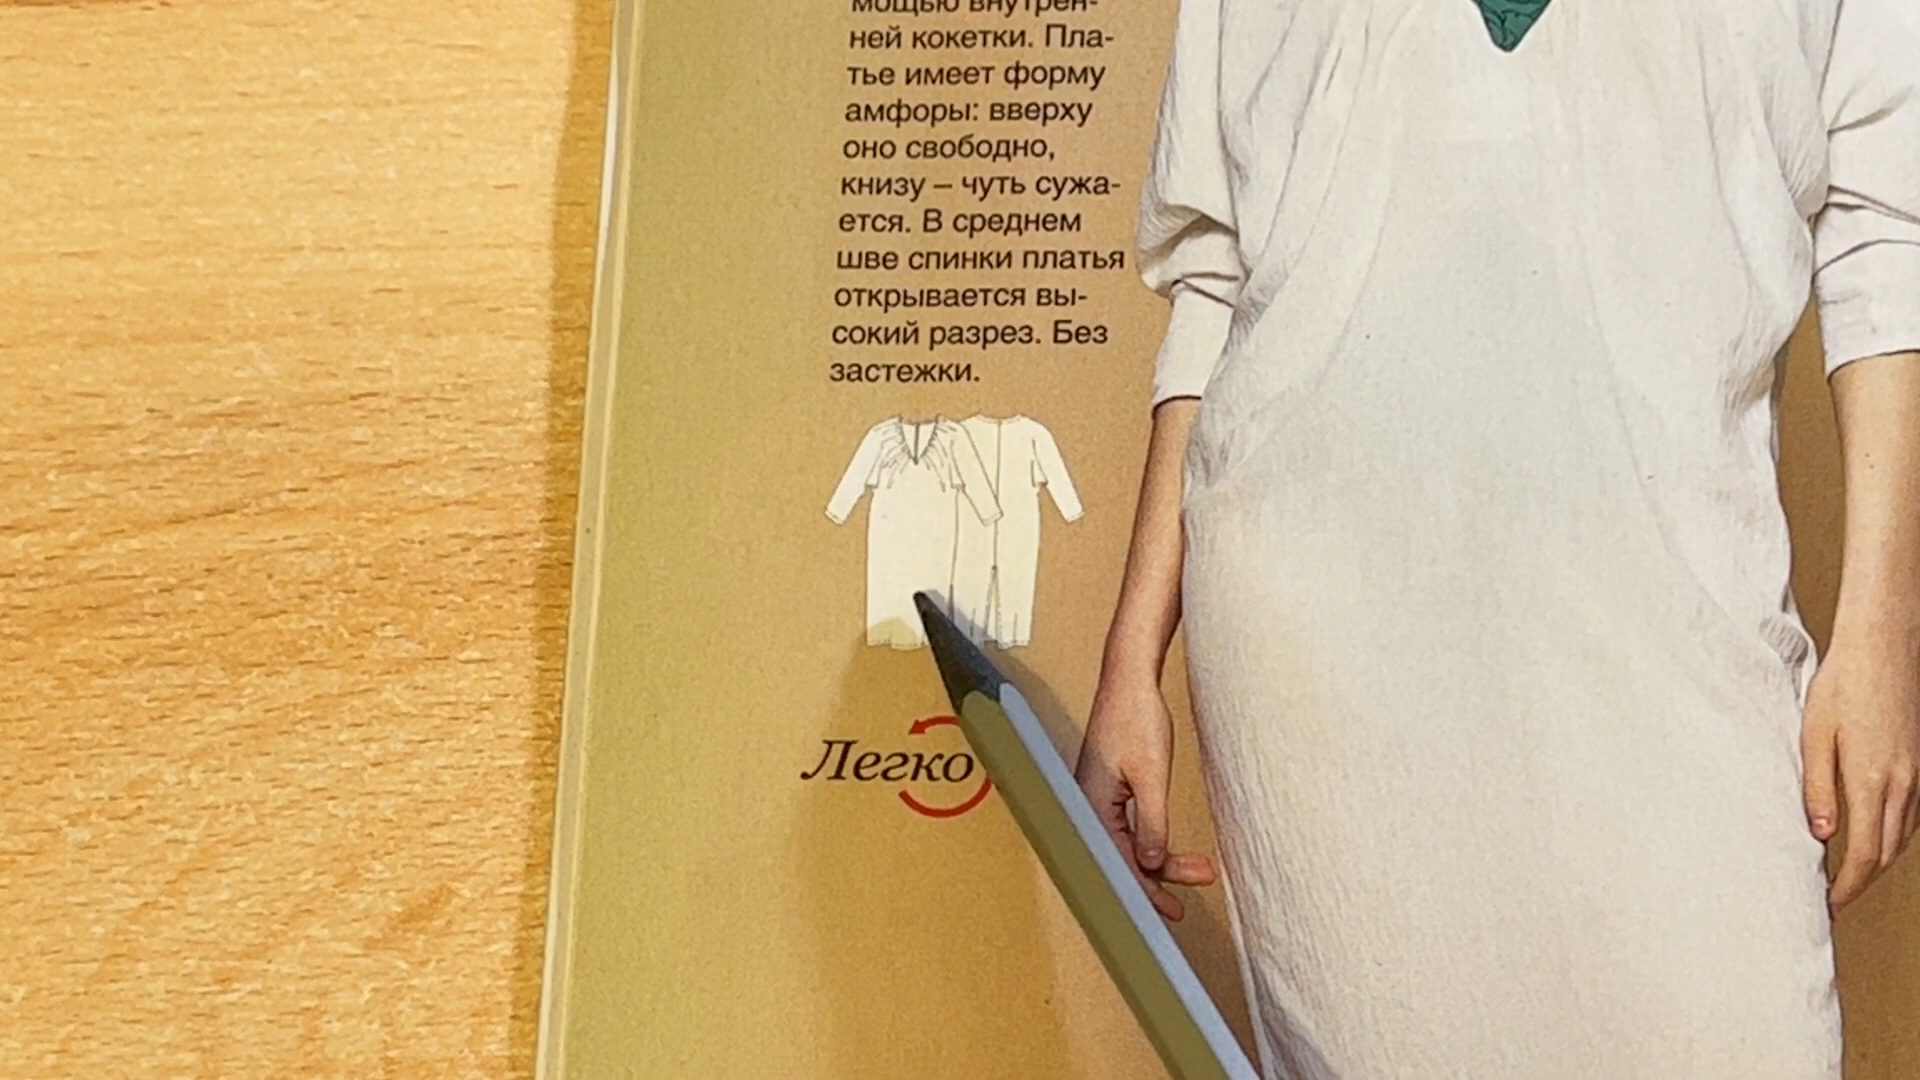 мощью внутрен-
ней кокетки. Пла-
тье имеет форму
амфоры: вверху
оно свободно,
книзу – чуть сужа-
ется. В среднем
шве спинки платья
открывается вы-
сокий разрез. Без
застежки.
Легко